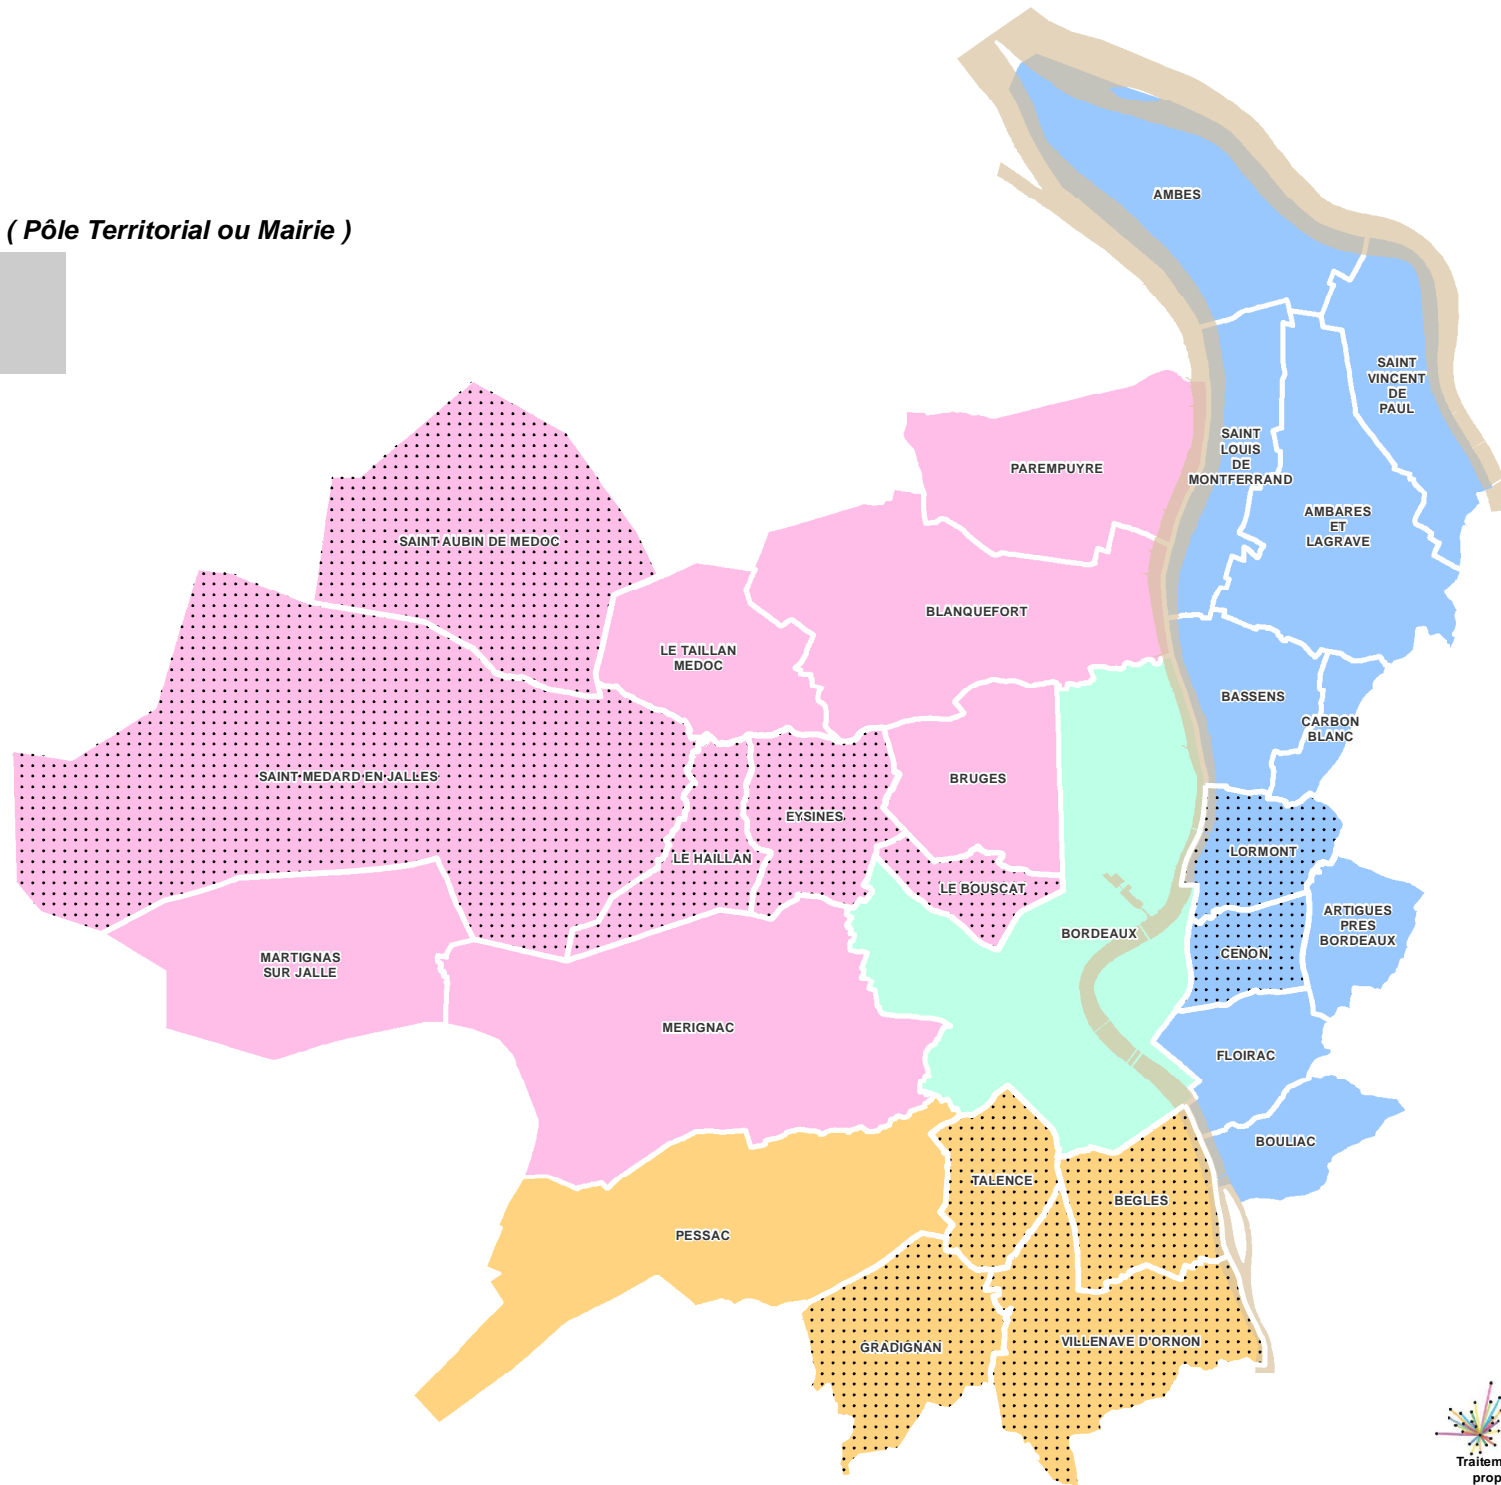 ( Pôle Territorial ou Mairie )
AMBES
SAINT
VINCENT
DE
PAUL
SAINT
LOUIS
DE
MONTFERRAND
PAREMPUYRE
AMBARES
ET
LAGRAVE
SAINT AUBIN DE MEDOC
BLANQUEFORT
LE TAILLAN
MEDOC
BASSENS
CARBON
BLANC
SAINT MEDARD EN JALLES
BRUGES
EYSINES
LORMONT
LE HAILLAN
LE BOUSCAT
ARTIGUES
PRES
BORDEAUX
BORDEAUX
CENON
MARTIGNAS
SUR JALLE
MERIGNAC
FLOIRAC
BOULIAC
TALENCE
BEGLES
PESSAC
VILLENAVE D'ORNON
GRADIGNAN